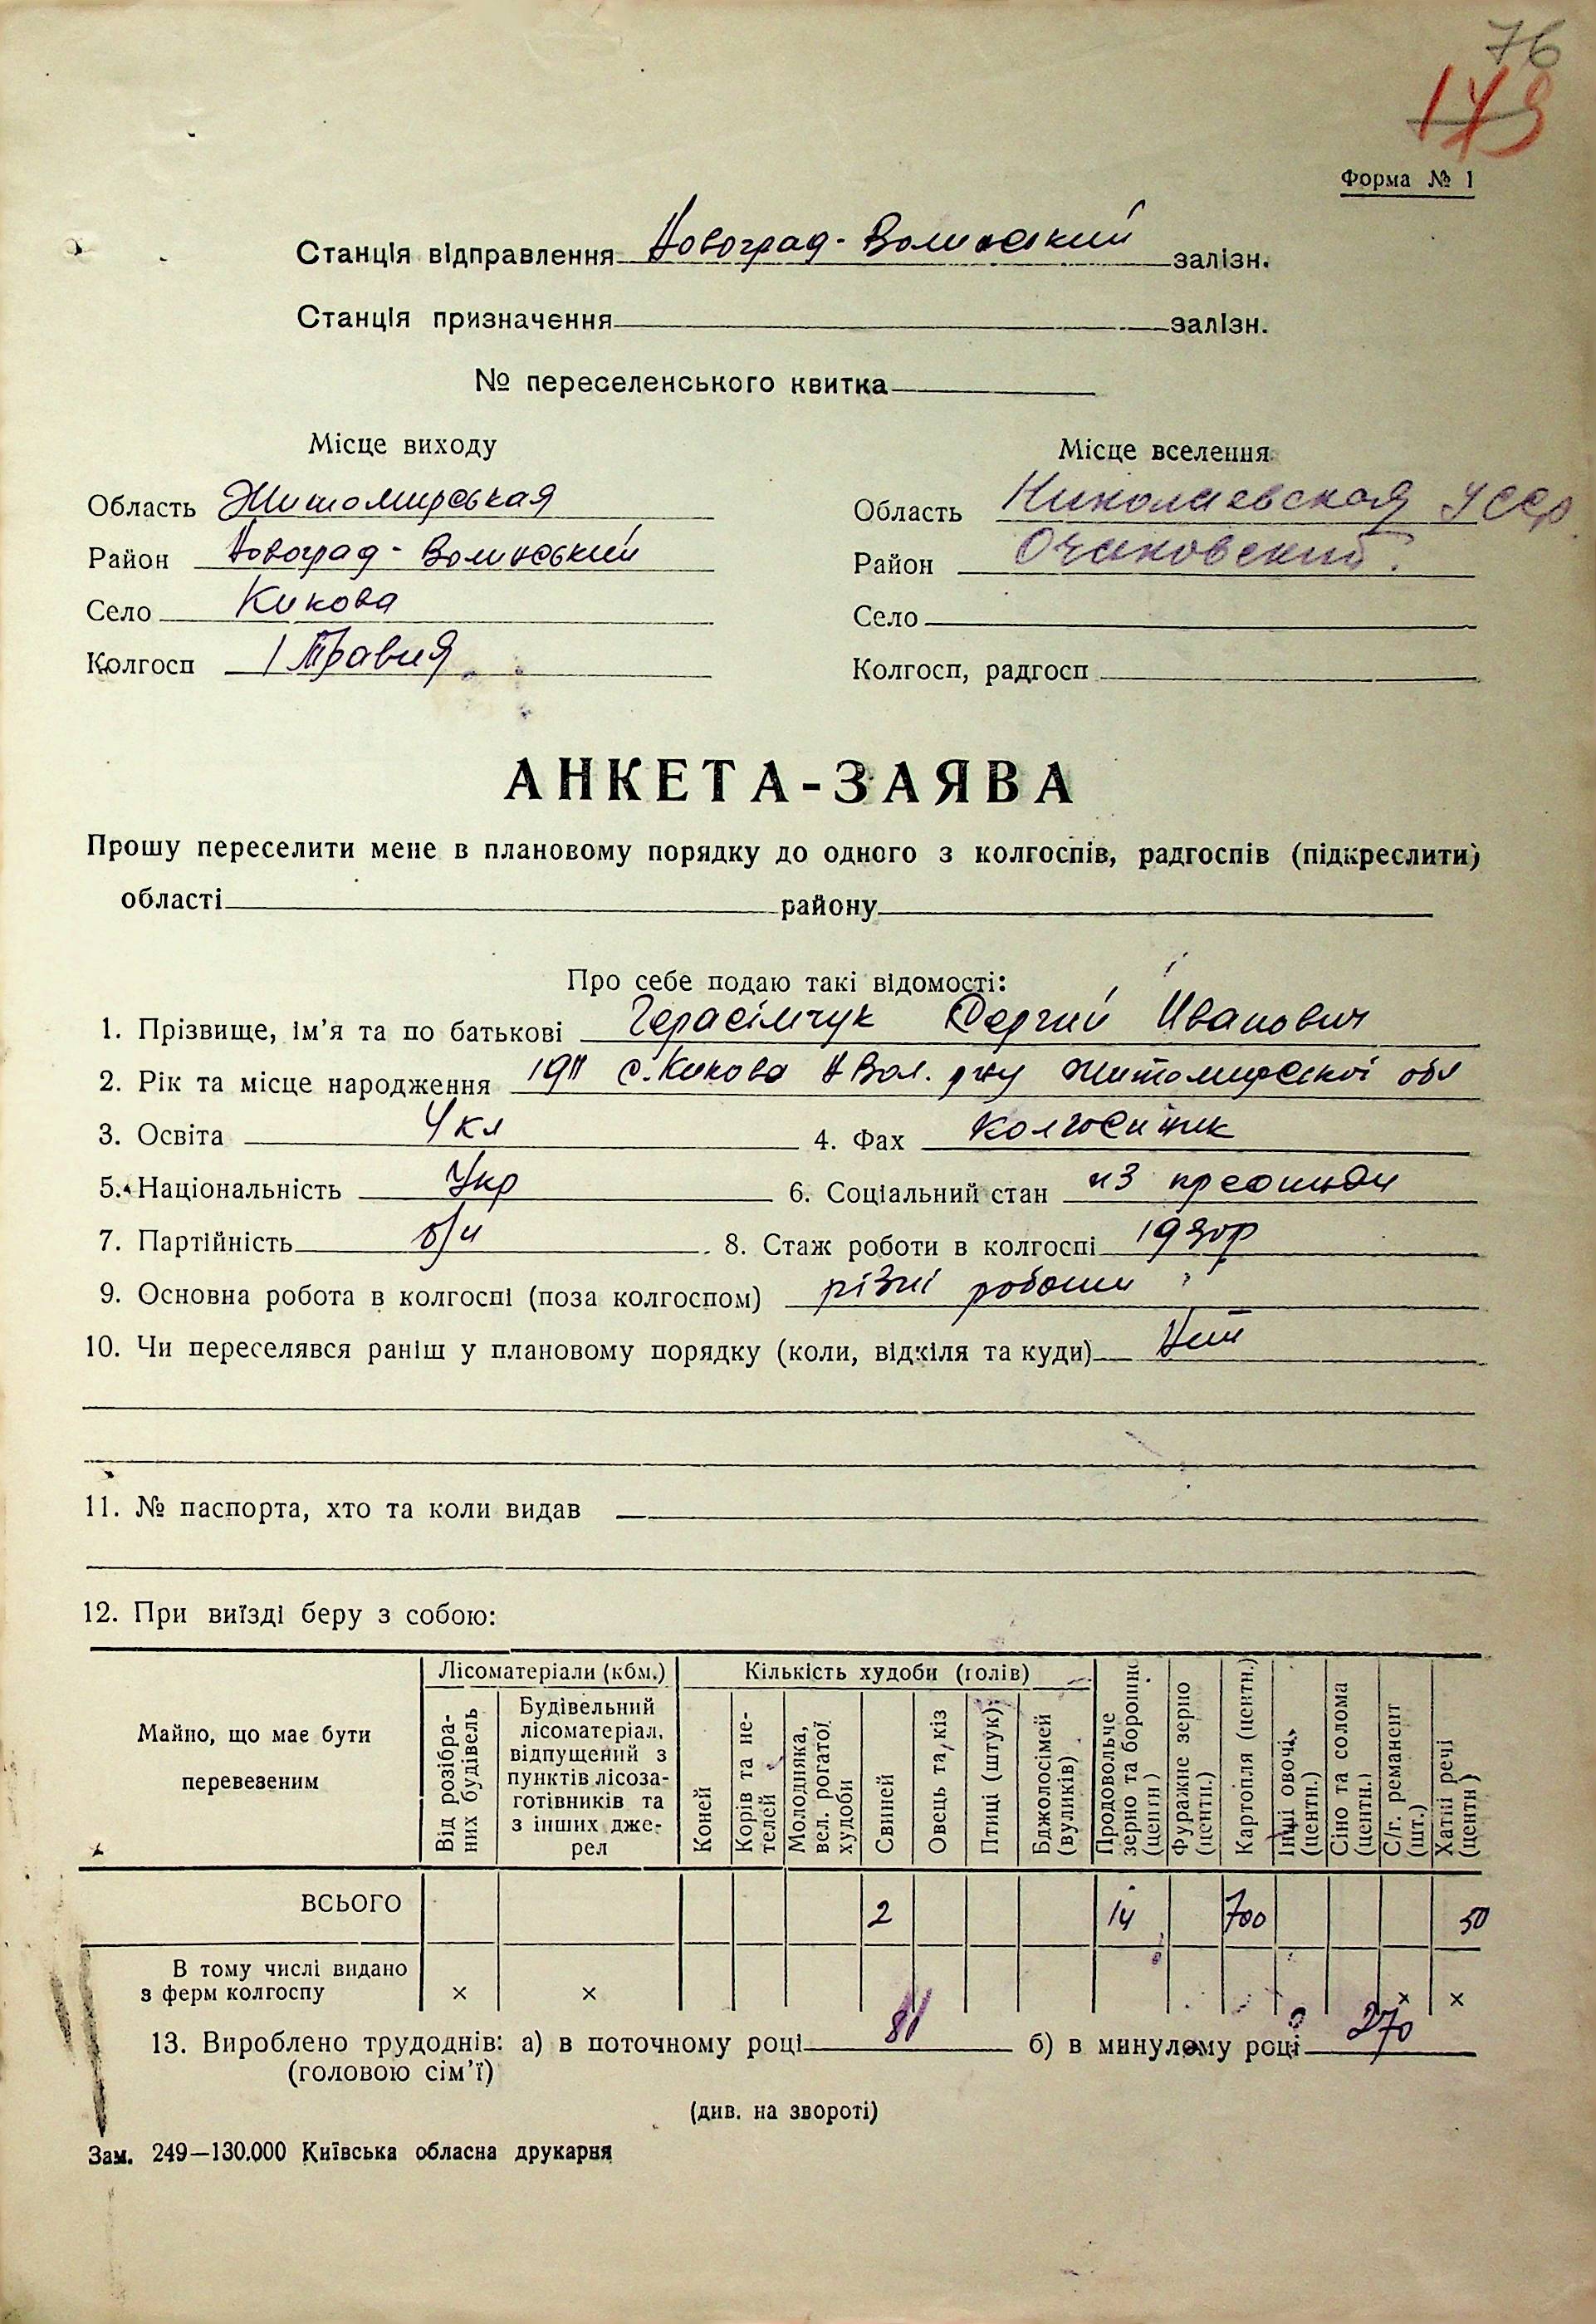 76
179
Форма № 1
Станція відправлення Новоград-Волинский залізн.
Станція призначення залізн.
№ переселенського квитка
Місце виходу
Місце вселення
Область Житомирськая
Область Николаевская УССР
Район Новоград-Волинський
Район Очаковский.
Село Кикова
Село
Колгосп 1 Травня
Колгосп, радгосп
АНКЕТА-ЗАЯВА
Прошу переселити мене в плановому порядку до одного з колгоспів, радгоспів (підкреслити)
області району
Про себе подаю такі відомості:
1. Прізвище, ім'я та по батькові Герасімчук Сергий Иванович
2. Рік та місце народження 1911 с. Кикова НВол. р-ну Житомирскої обл
3. Освіта 4 кл
4. Фах колгоспник
5. Національність Укр
6. Соціальний стан из
7. Партійність б/п
8. Стаж роботи в колгоспі 1930р
9. Основна робота в колгоспі (поза колгоспом) різні роботи
10. Чи переселявся раніш у плановому порядку (коли, відкіля та куди) Нет
11. № паспорта, хто та коли видав
12. При виїзді беру з собою:
Майно, що має бути перевезеним
Лісоматеріали (кбм.)
Кількість худоби (голів)
Від розібраних будівель
Будівельний лісоматеріал, відпущений з пунктів лісозаготівників та з інших джерел
Коней
Корів та нетелей
Молодняка, вел. рогатої худоби
Свиней
Овець та кіз
Птиці (штук)
Бджолосімей (вуликів)
Продовольче зерно та борошно (центн)
Фуражне зерно (центн.)
Картопля (центн.)
Інші овочі (центн.)
Сіно та солома (центн.)
С/г. реманент (шт.)
Хатні речі (центн)
ВСЬОГО 2 14 700 50
В тому числі видано з ферм колгоспу × × × ×
13. Вироблено трудоднів: а) в поточному році 81 б) в минулому році 270
(головою сім'ї)
(див. на звороті)
Зам. 249—130.000 Київська обласна друкарня